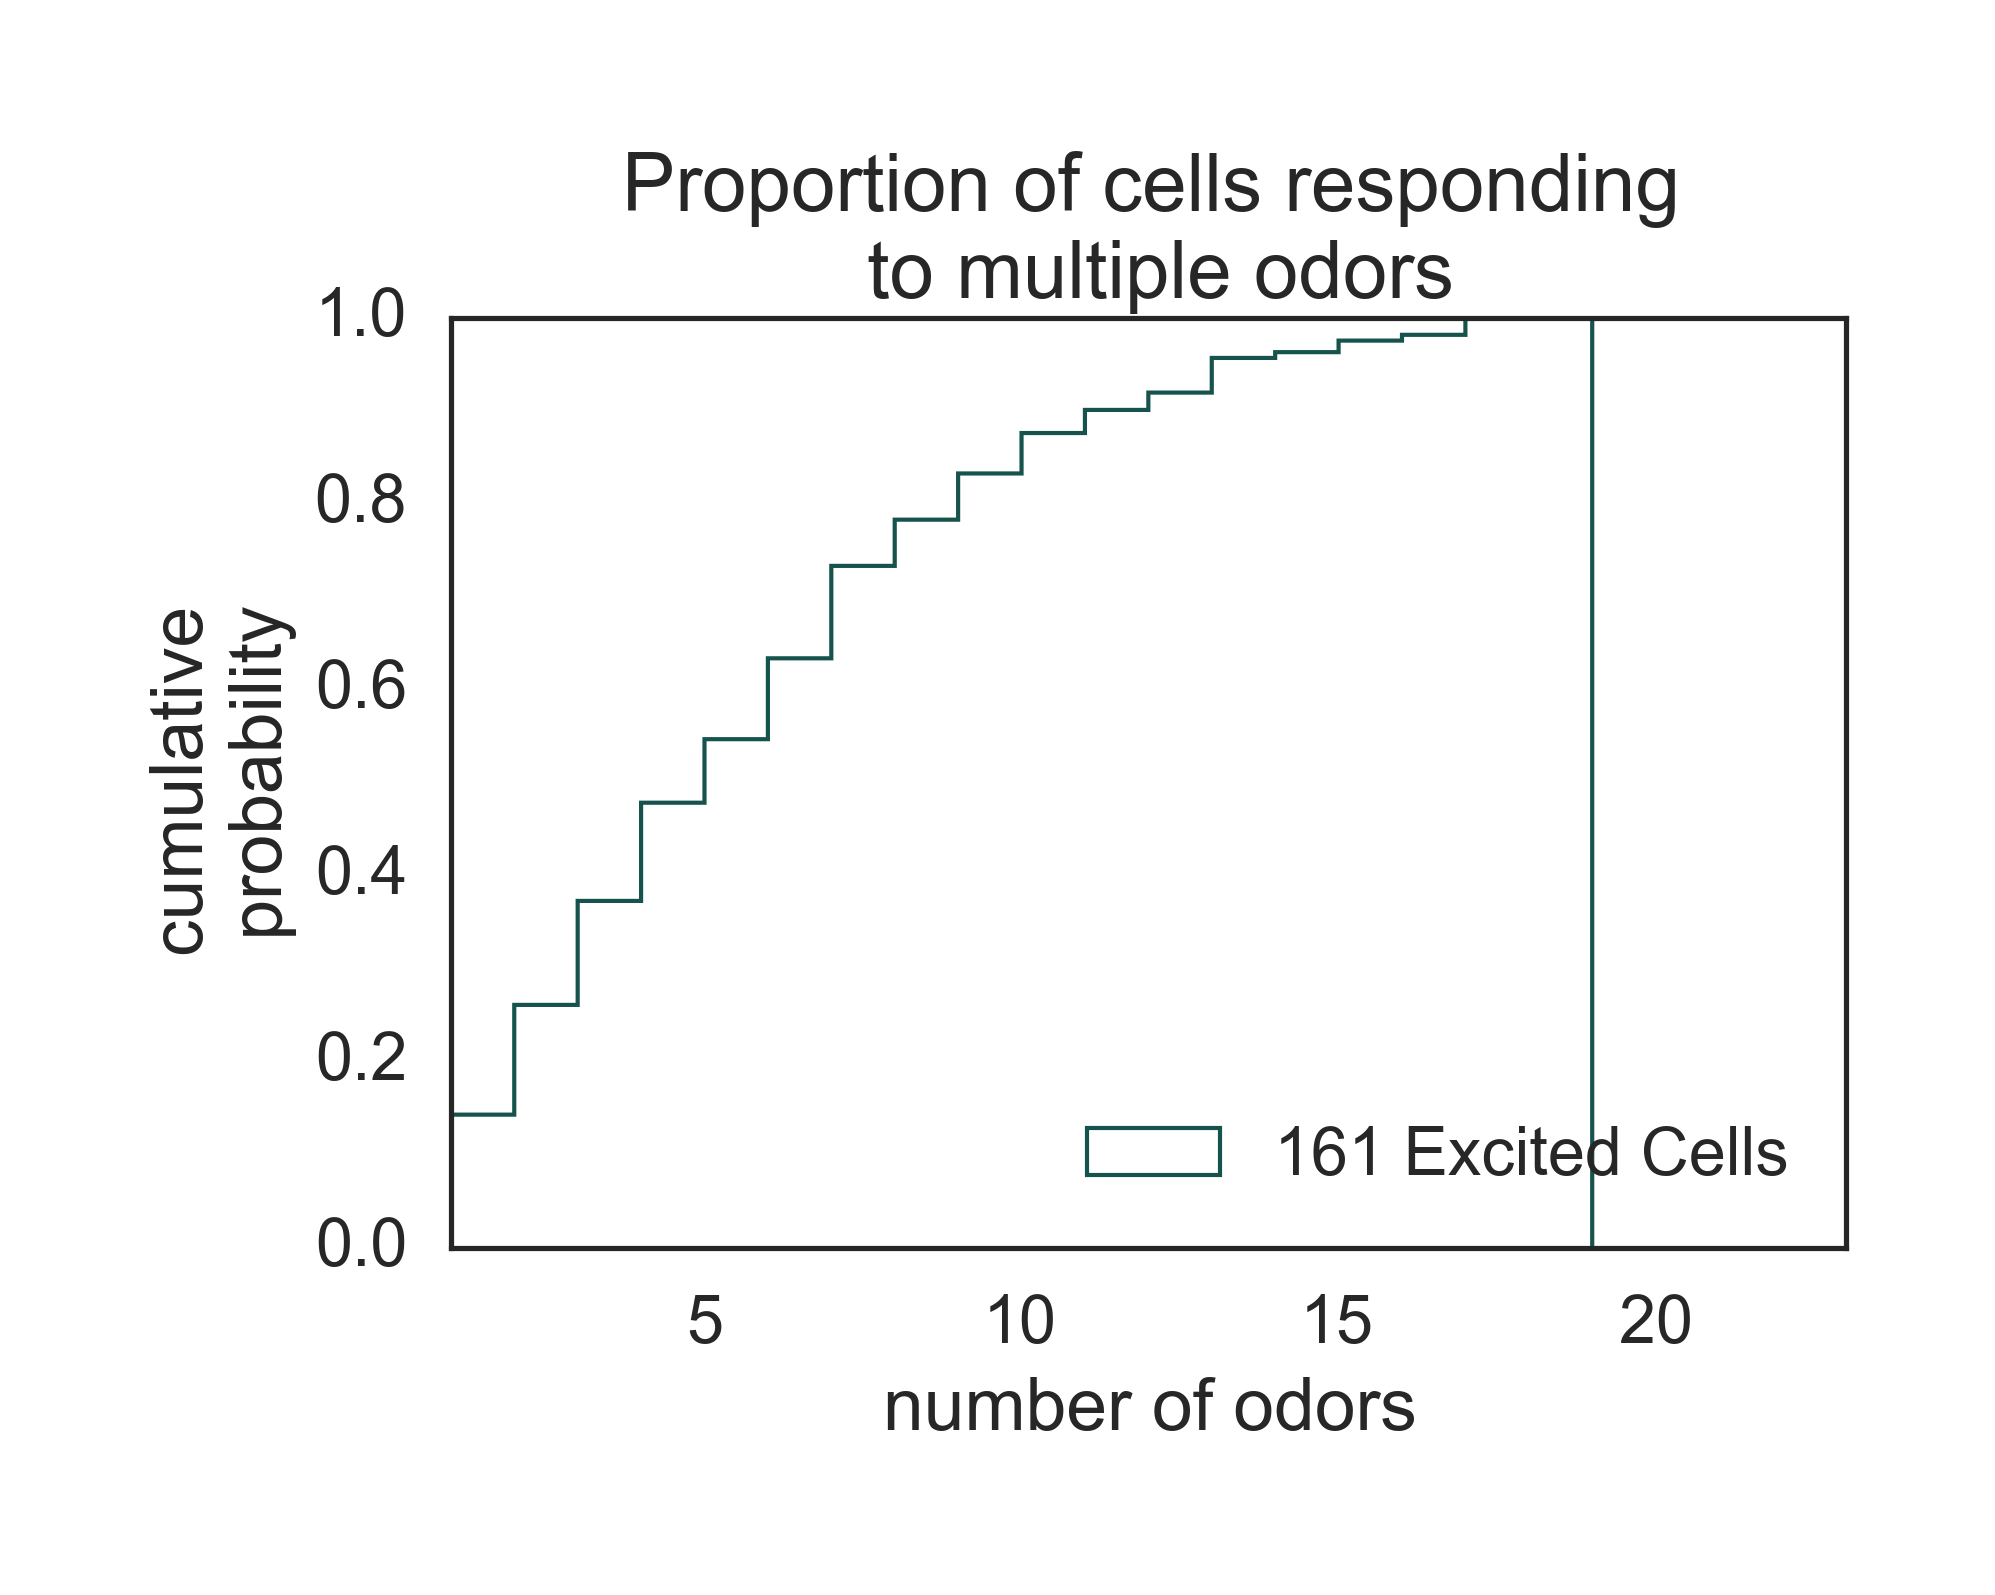 Proportion of cells responding
to multiple odors
1.0
0.8
0.6
0.4
0.2
0.0
cumulative
probability
161 Excited Cells
5 10 15 20
number of odors